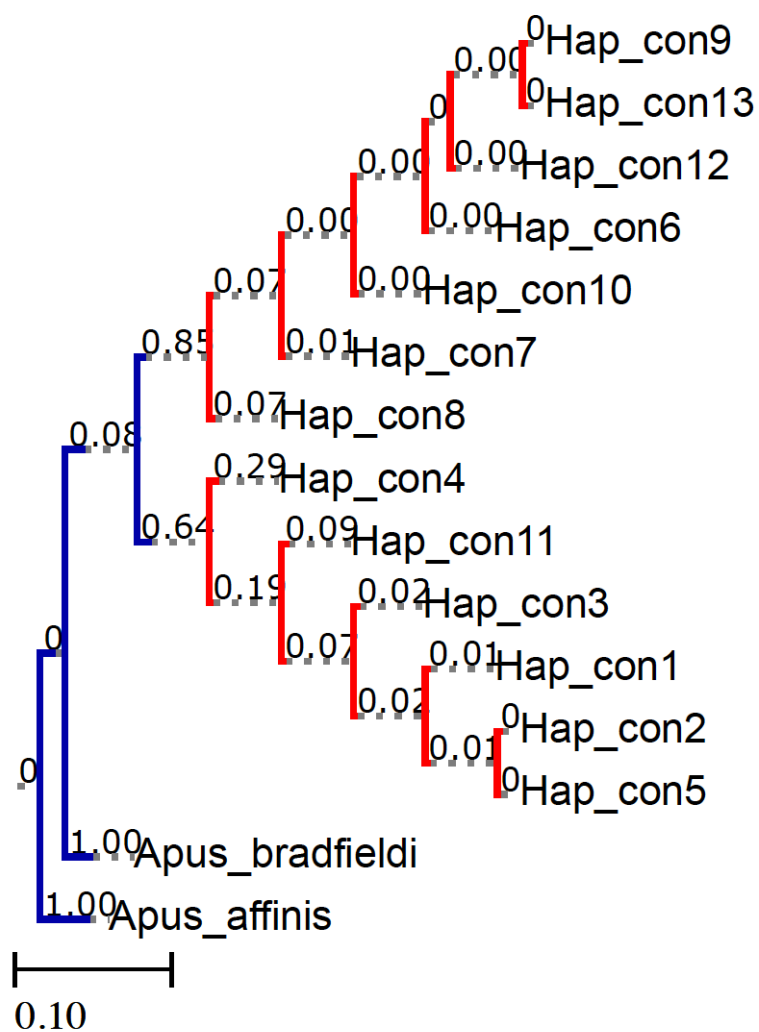 0 Hap_con9
0.00
0 Hap_con13
0
0.00 Hap_con12
0.00
0.00 Hap_con6
0.00
0.00 Hap_con10
0.07
0.01 Hap_con7
0.85
0.07 Hap_con8
0.08
0.29 Hap_con4
0.64
0.09 Hap_con11
0.19
0.02 Hap_con3
0.07
0.01 Hap_con1
0
0.02
0 Hap_con2
0.01
0
0 Hap_con5
1.00 Apus_bradfieldi
1.00 Apus_affinis
0.10